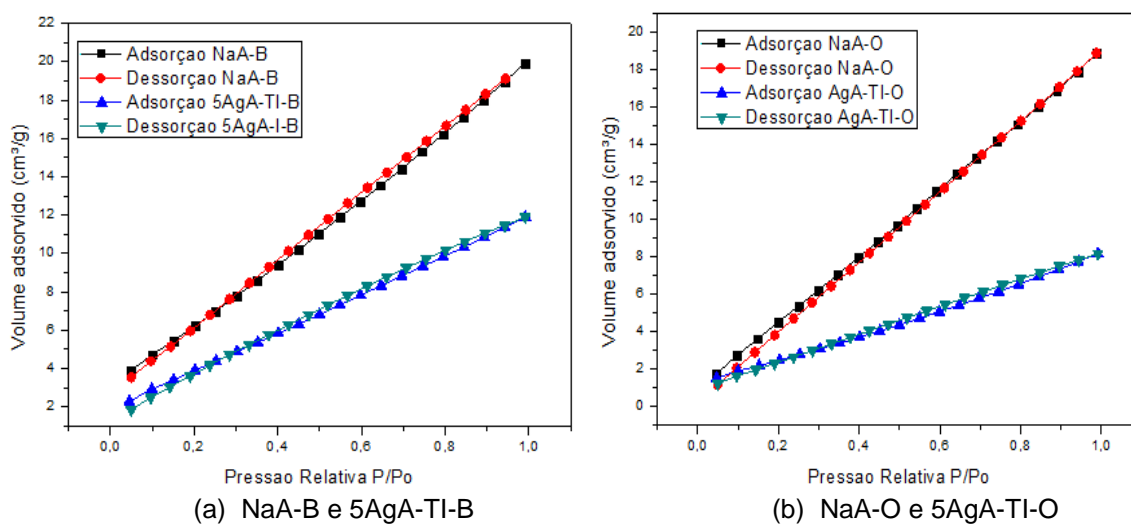 22
20
18
16
14
12
10
8
6
4
2
Volume adsorvido (cm³/g)
Adsorçao NaA-B
Dessorçao NaA-B
Adsorçao 5AgA-TI-B
Dessorçao 5AgA-I-B
0,0 0,2 0,4 0,6 0,8 1,0
Pressao Relativa P/Po
(a) NaA-B e 5AgA-TI-B
20
18
16
14
12
10
8
6
4
2
0
Volume adsorvido (cm³/g)
Adsorçao NaA-O
Dessorçao NaA-O
Adsorçao AgA-TI-O
Dessorçao AgA-TI-O
0,0 0,2 0,4 0,6 0,8 1,0
Pressao Relativa P/Po
(b) NaA-O e 5AgA-TI-O